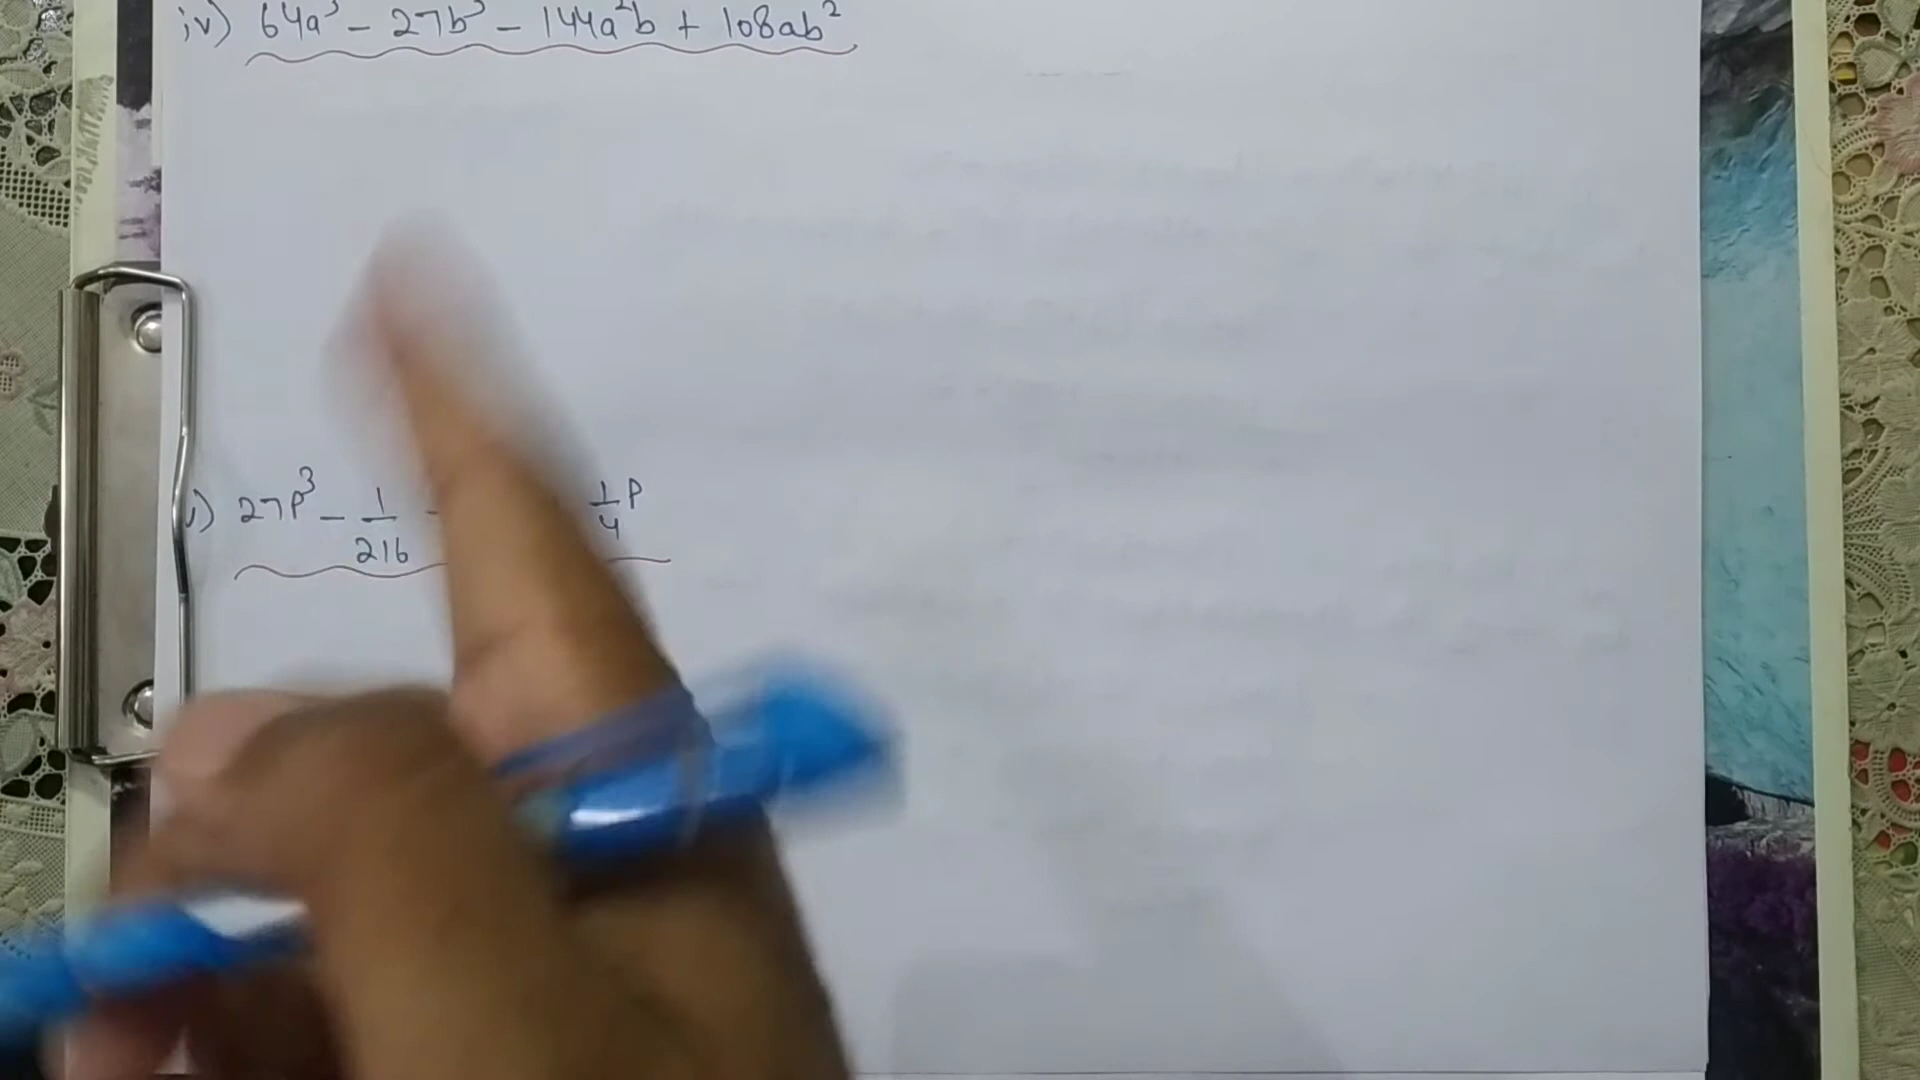 iv) 64a³ - 27b³ - 144a²b + 108ab²
v) 27p³ - 1/216 - 1/4 p